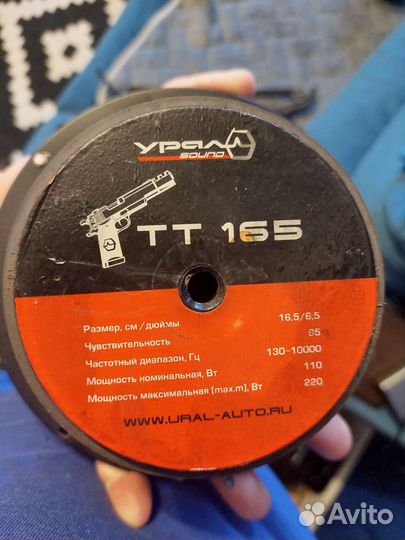 УРАЛ
SOUND
TT 165
Размер, см /дюймы 16,5/6,5
Чувствительность 95
Частотный диапазон, Гц 130-10000
Мощность номинальная, Вт 110
Мощность максимальная (max.m), Вт 220
WWW.URAL-AUTO.RU
Avito